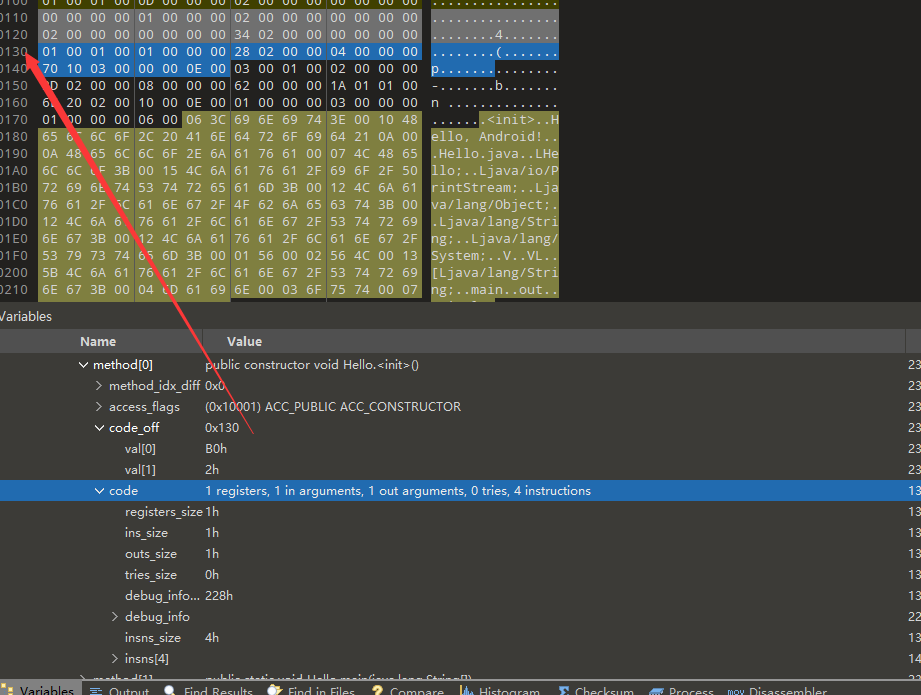 0110 00 00 00 00 01 00 00 00 02 00 00 00 00 00 00 00 ................
0120 02 00 00 00 00 00 00 00 34 02 00 00 00 00 00 00 ........4.......
0130 01 00 01 00 01 00 00 00 28 02 00 00 04 00 00 00 ........(.......
0140 70 10 03 00 00 00 0E 00 03 00 01 00 02 00 00 00 p...............
0150 02 00 00 08 00 00 00 62 00 00 00 1A 01 01 00 -.......b.......
0160 20 02 00 10 00 0E 00 01 00 00 00 03 00 00 00 n ..............
0170 01 00 00 00 06 00 06 3C 69 6E 69 74 3E 00 10 48 .......<init>..H
0180 65 6C 6C 6F 2C 20 41 6E 64 72 6F 69 64 21 0A 00 ello, Android!..
0190 0A 48 65 6C 6C 6F 2E 6A 61 76 61 00 07 4C 48 65 .Hello.java..LHe
01A0 6C 6C 6F 3B 00 15 4C 6A 61 76 61 2F 69 6F 2F 50 llo;..Ljava/io/P
01B0 72 69 6E 74 53 74 72 65 61 6D 3B 00 12 4C 6A 61 rintStream;..Lja
01C0 76 61 2F 6C 61 6E 67 2F 4F 62 6A 65 63 74 3B 00 va/lang/Object;.
01D0 12 4C 6A 61 76 61 2F 6C 61 6E 67 2F 53 74 72 69 .Ljava/lang/Stri
01E0 6E 67 3B 00 12 4C 6A 61 76 61 2F 6C 61 6E 67 2F ng;..Ljava/lang/
01F0 53 79 73 74 65 6D 3B 00 01 56 00 02 56 4C 00 13 System;..V..VL..
0200 5B 4C 6A 61 76 61 2F 6C 61 6E 67 2F 53 74 72 69 [Ljava/lang/Stri
0210 6E 67 3B 00 04 6D 61 69 6E 00 03 6F 75 74 00 07 ng;..main..out..
Variables
Name Value
method[0] public constructor void Hello.<init>() 23
method_idx_diff 0x0 23
access_flags (0x10001) ACC_PUBLIC ACC_CONSTRUCTOR 23
code_off 0x130 23
val[0] B0h 23
val[1] 2h 23
code 1 registers, 1 in arguments, 1 out arguments, 0 tries, 4 instructions 13
registers_size 1h 13
ins_size 1h 13
outs_size 1h 13
tries_size 0h 13
debug_info... 228h 13
debug_info 22
insns_size 4h 13
insns[4] 14
Variables Output Find Results Find in Files Compare Histogram Checksum Process Disassembler